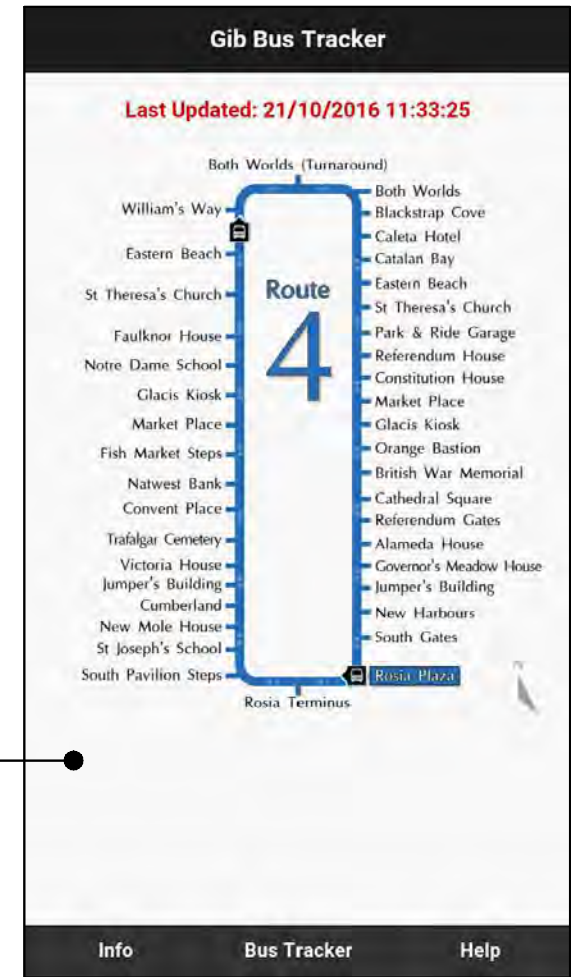 Gib Bus Tracker
Last Updated: 21/10/2016 11:33:25
Both Worlds (Turnaround)
William's Way
Eastern Beach
St Theresa's Church
Faulknor House
Notre Dame School
Glacis Kiosk
Market Place
Fish Market Steps
Natwest Bank
Convent Place
Trafalgar Cemetery
Victoria House
Jumper's Building
Cumberland
New Mole House
St Joseph's School
South Pavilion Steps
Route
4
Both Worlds
Blackstrap Cove
Caleta Hotel
Catalan Bay
Eastern Beach
St Theresa's Church
Park & Ride Garage
Referendum House
Constitution House
Market Place
Glacis Kiosk
Orange Bastion
British War Memorial
Cathedral Square
Referendum Gates
Alameda House
Governor's Meadow House
Jumper's Building
New Harbours
South Gates
Rosia Plaza
Rosia Terminus
Info Bus Tracker Help